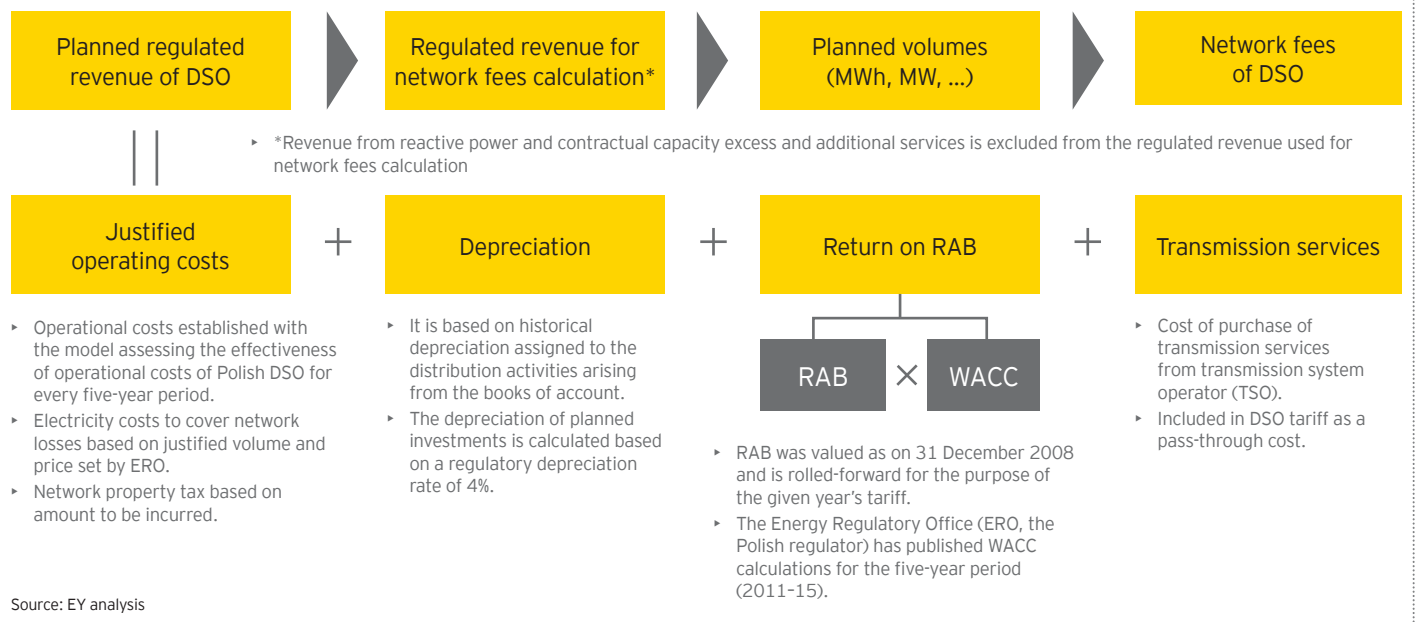 Planned regulated
revenue of DSO
Regulated revenue for
network fees calculation*
Planned volumes
(MWh, MW, ...)
Network fees
of DSO
▸ *Revenue from reactive power and contractual capacity excess and additional services is excluded from the regulated revenue used for
network fees calculation
Justified
operating costs
+
Depreciation
+
Return on RAB
+
Transmission services
▸ Operational costs established with
the model assessing the effectiveness
of operational costs of Polish DSO for
every five-year period.
▸ Electricity costs to cover network
losses based on justified volume and
price set by ERO.
▸ Network property tax based on
amount to be incurred.
▸ It is based on historical
depreciation assigned to the
distribution activities arising
from the books of account.
▸ The depreciation of planned
investments is calculated based
on a regulatory depreciation
rate of 4%.
RAB × WACC
▸ RAB was valued as on 31 December 2008
and is rolled-forward for the purpose of
the given year's tariff.
▸ The Energy Regulatory Office (ERO, the
Polish regulator) has published WACC
calculations for the five-year period
(2011–15).
▸ Cost of purchase of
transmission services
from transmission system
operator (TSO).
▸ Included in DSO tariff as a
pass-through cost.
Source: EY analysis